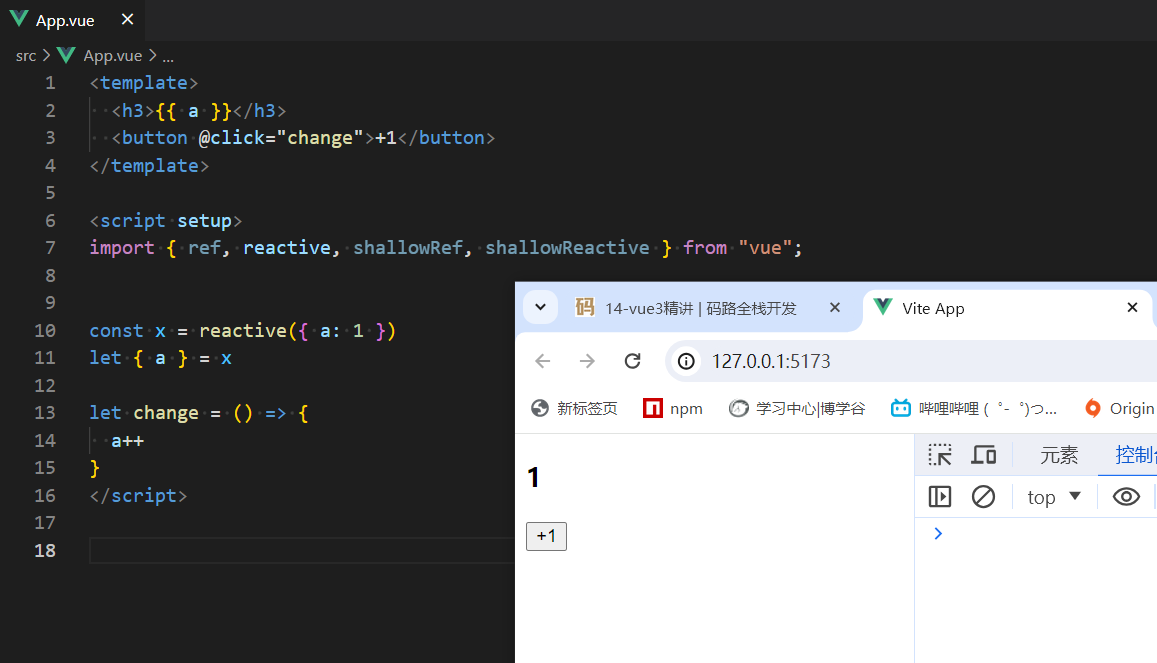 App.vue ×
src > App.vue > ...
1 <template>
2 <h3>{{ a }}</h3>
3 <button @click="change">+1</button>
4 </template>
5
6 <script setup>
7 import { ref, reactive, shallowRef, shallowReactive } from "vue";
8
9
10 const x = reactive({ a: 1 })
11 let { a } = x
12
13 let change = () => {
14 a++
15 }
16 </script>
17
18
码 14-vue3精讲 | 码路全栈开发 × Vite App ×
127.0.0.1:5173
新标签页 npm 学习中心|博学谷 哔哩哔哩 (゜-゜)つ... Origin
1
+1
元素 控制台
top